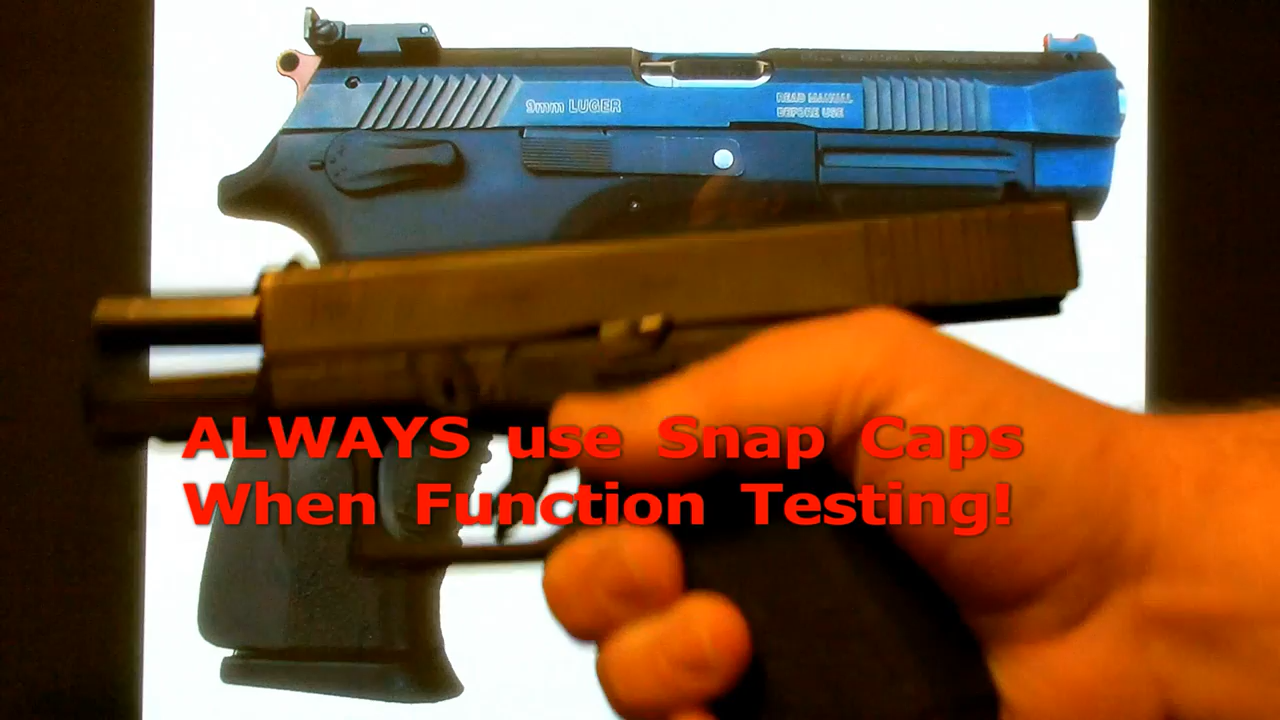 9mm LUGER
READ MANUAL
BEFORE USE
ALWAYS use Snap Caps
When Function Testing!